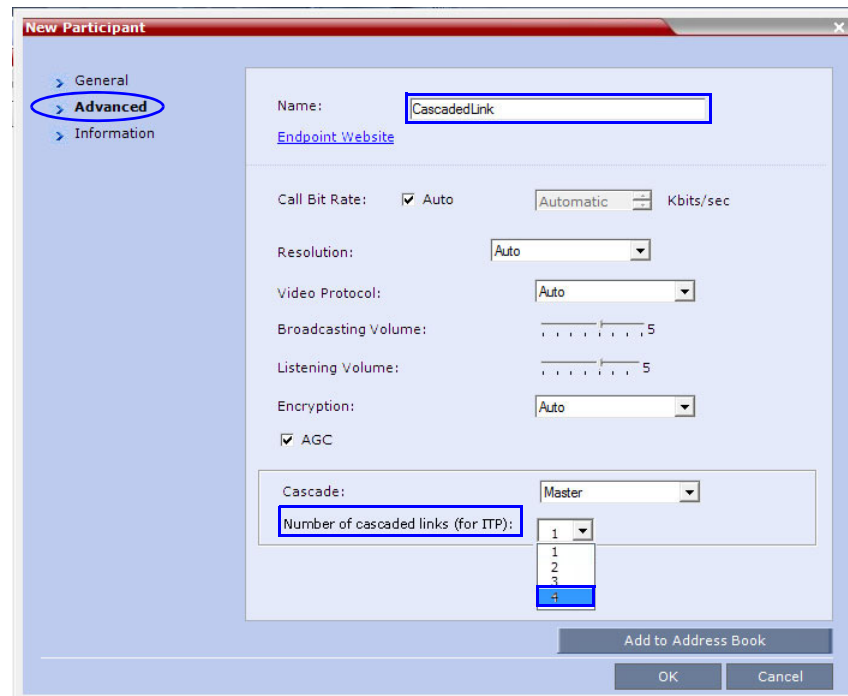 New Participant
General
Advanced
Information
Name: CascadedLink
Endpoint Website
Call Bit Rate: Auto Automatic Kbits/sec
Resolution: Auto
Video Protocol: Auto
Broadcasting Volume: 5
Listening Volume: 5
Encryption: Auto
AGC
Cascade: Master
Number of cascaded links (for ITP): 1
1
2
3
4
Add to Address Book
OK Cancel